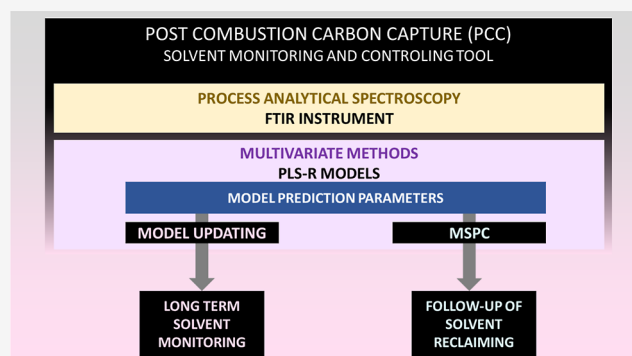 POST COMBUSTION CARBON CAPTURE (PCC)
SOLVENT MONITORING AND CONTROLING TOOL
PROCESS ANALYTICAL SPECTROSCOPY
FTIR INSTRUMENT
MULTIVARIATE METHODS
PLS-R MODELS
MODEL PREDICTION PARAMETERS
MODEL UPDATING
MSPC
LONG TERM
SOLVENT
MONITORING
FOLLOW-UP OF
SOLVENT
RECLAIMING